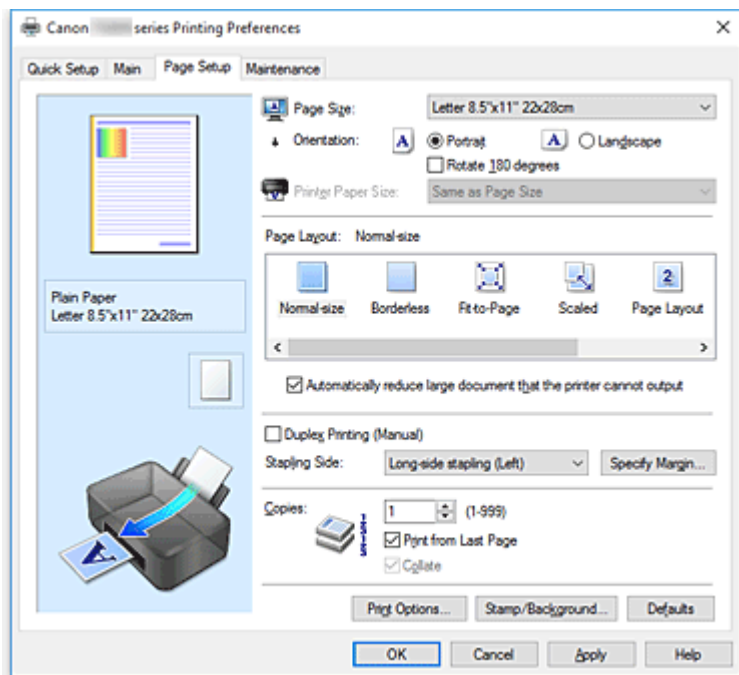 Canon series Printing Preferences
Quick Setup Main Page Setup Maintenance
Page Size: Letter 8.5"x11" 22x28cm
Orientation: A Portrait A Landscape
Rotate 180 degrees
Printer Paper Size: Same as Page Size
Page Layout: Normal-size
2
Normal-size Borderless Fit-to-Page Scaled Page Layout
Plain Paper
Letter 8.5"x11" 22x28cm
Automatically reduce large document that the printer cannot output
Duplex Printing (Manual)
Stapling Side: Long-side stapling (Left) Specify Margin...
Copies: 1 (1-999)
Print from Last Page
Collate
A
Print Options... Stamp/Background... Defaults
OK Cancel Apply Help